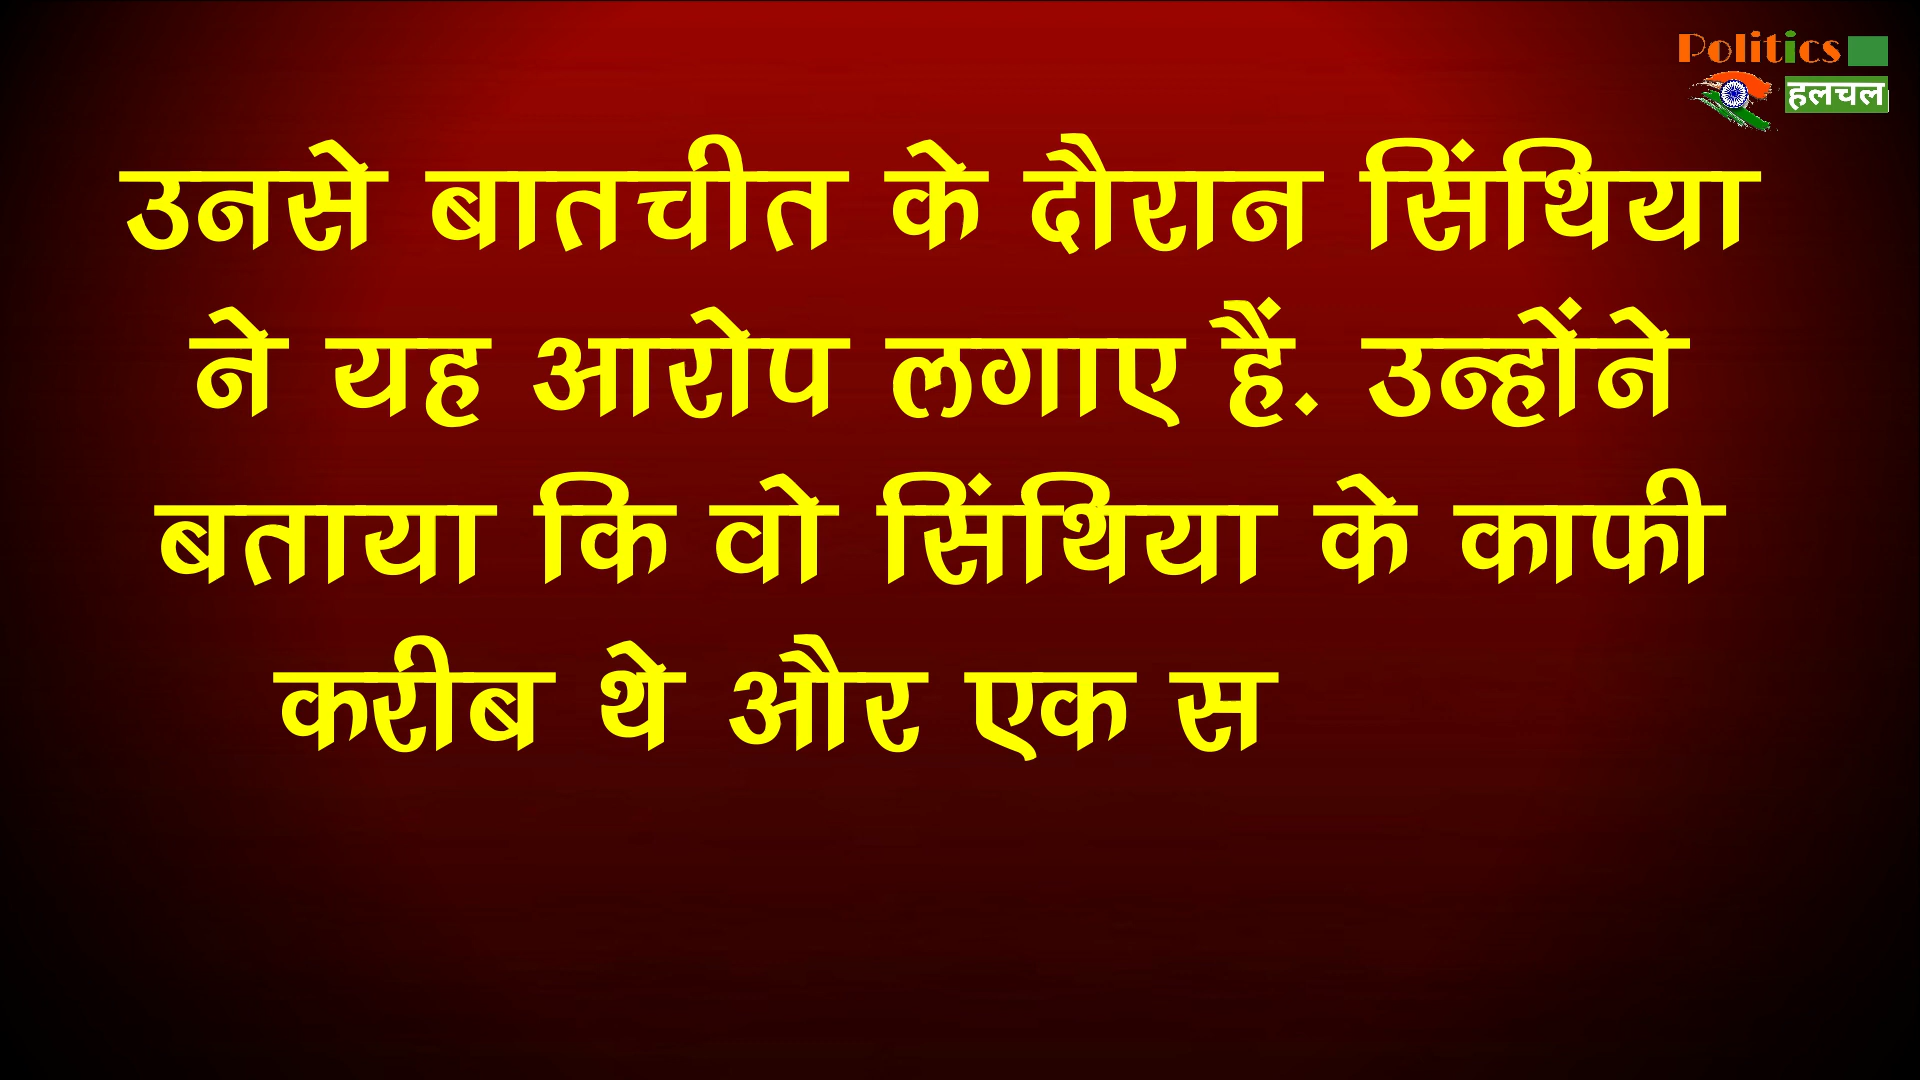 Politics
हलचल
उनसे बातचीत के दौरान सिंथिया
ने यह आरोप लगाए हैं. उन्होंने
बताया कि वो सिंथिया के काफी
करीब थे और एक स